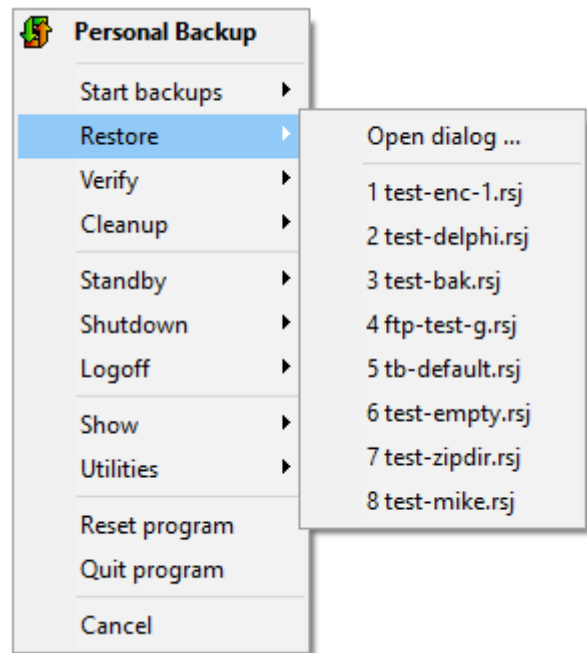 Personal Backup
Start backups
Restore
Verify
Cleanup
Standby
Shutdown
Logoff
Show
Utilities
Reset program
Quit program
Cancel
Open dialog ...
1 test-enc-1.rsj
2 test-delphi.rsj
3 test-bak.rsj
4 ftp-test-g.rsj
5 tb-default.rsj
6 test-empty.rsj
7 test-zipdir.rsj
8 test-mike.rsj